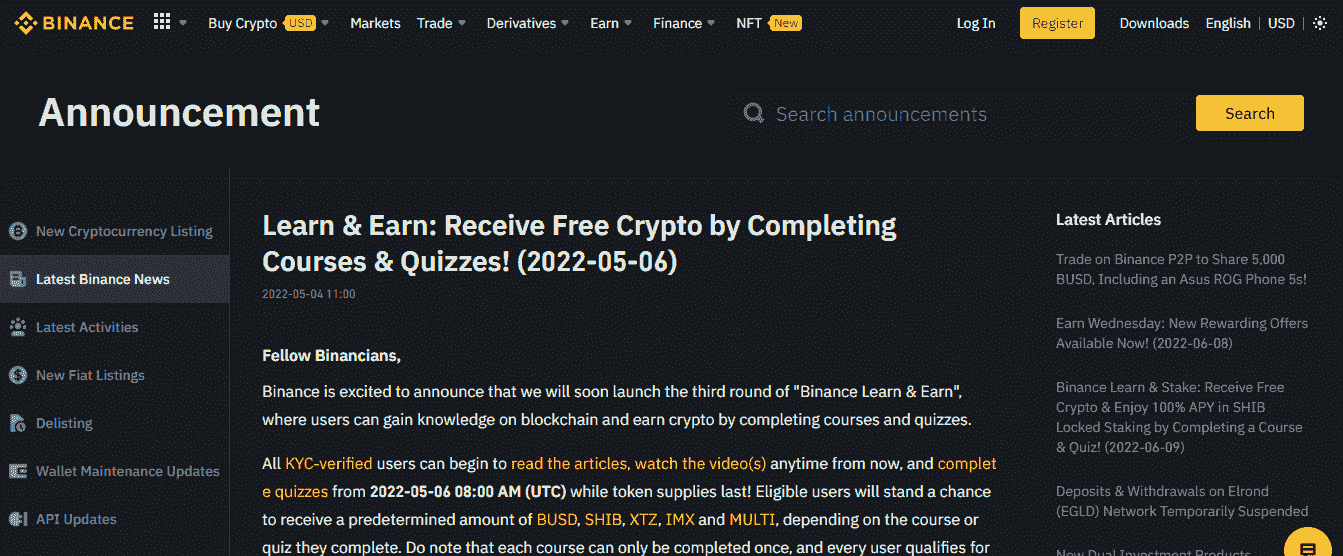 BINANCE Buy Crypto USD Markets Trade Derivatives Earn Finance NFT New Log In Register Downloads English USD
Announcement
Search announcements
Search
New Cryptocurrency Listing
Latest Binance News
Latest Activities
New Fiat Listings
Delisting
Wallet Maintenance Updates
API Updates
Learn & Earn: Receive Free Crypto by Completing
Courses & Quizzes! (2022-05-06)
2022-05-04 11:00
Fellow Binancians,
Binance is excited to announce that we will soon launch the third round of "Binance Learn & Earn",
where users can gain knowledge on blockchain and earn crypto by completing courses and quizzes.
All KYC-verified users can begin to read the articles, watch the video(s) anytime from now, and complet
e quizzes from 2022-05-06 08:00 AM (UTC) while token supplies last! Eligible users will stand a chance
to receive a predetermined amount of BUSD, SHIB, XTZ, IMX and MULTI, depending on the course or
quiz they complete. Do note that each course can only be completed once, and every user qualifies for
Latest Articles
Trade on Binance P2P to Share 5,000
BUSD, Including an Asus ROG Phone 5s!
Earn Wednesday: New Rewarding Offers
Available Now! (2022-06-08)
Binance Learn & Stake: Receive Free
Crypto & Enjoy 100% APY in SHIB
Locked Staking by Completing a Course
& Quiz! (2022-06-09)
Deposits & Withdrawals on Elrond
(EGLD) Network Temporarily Suspended
New Dual Investment Products